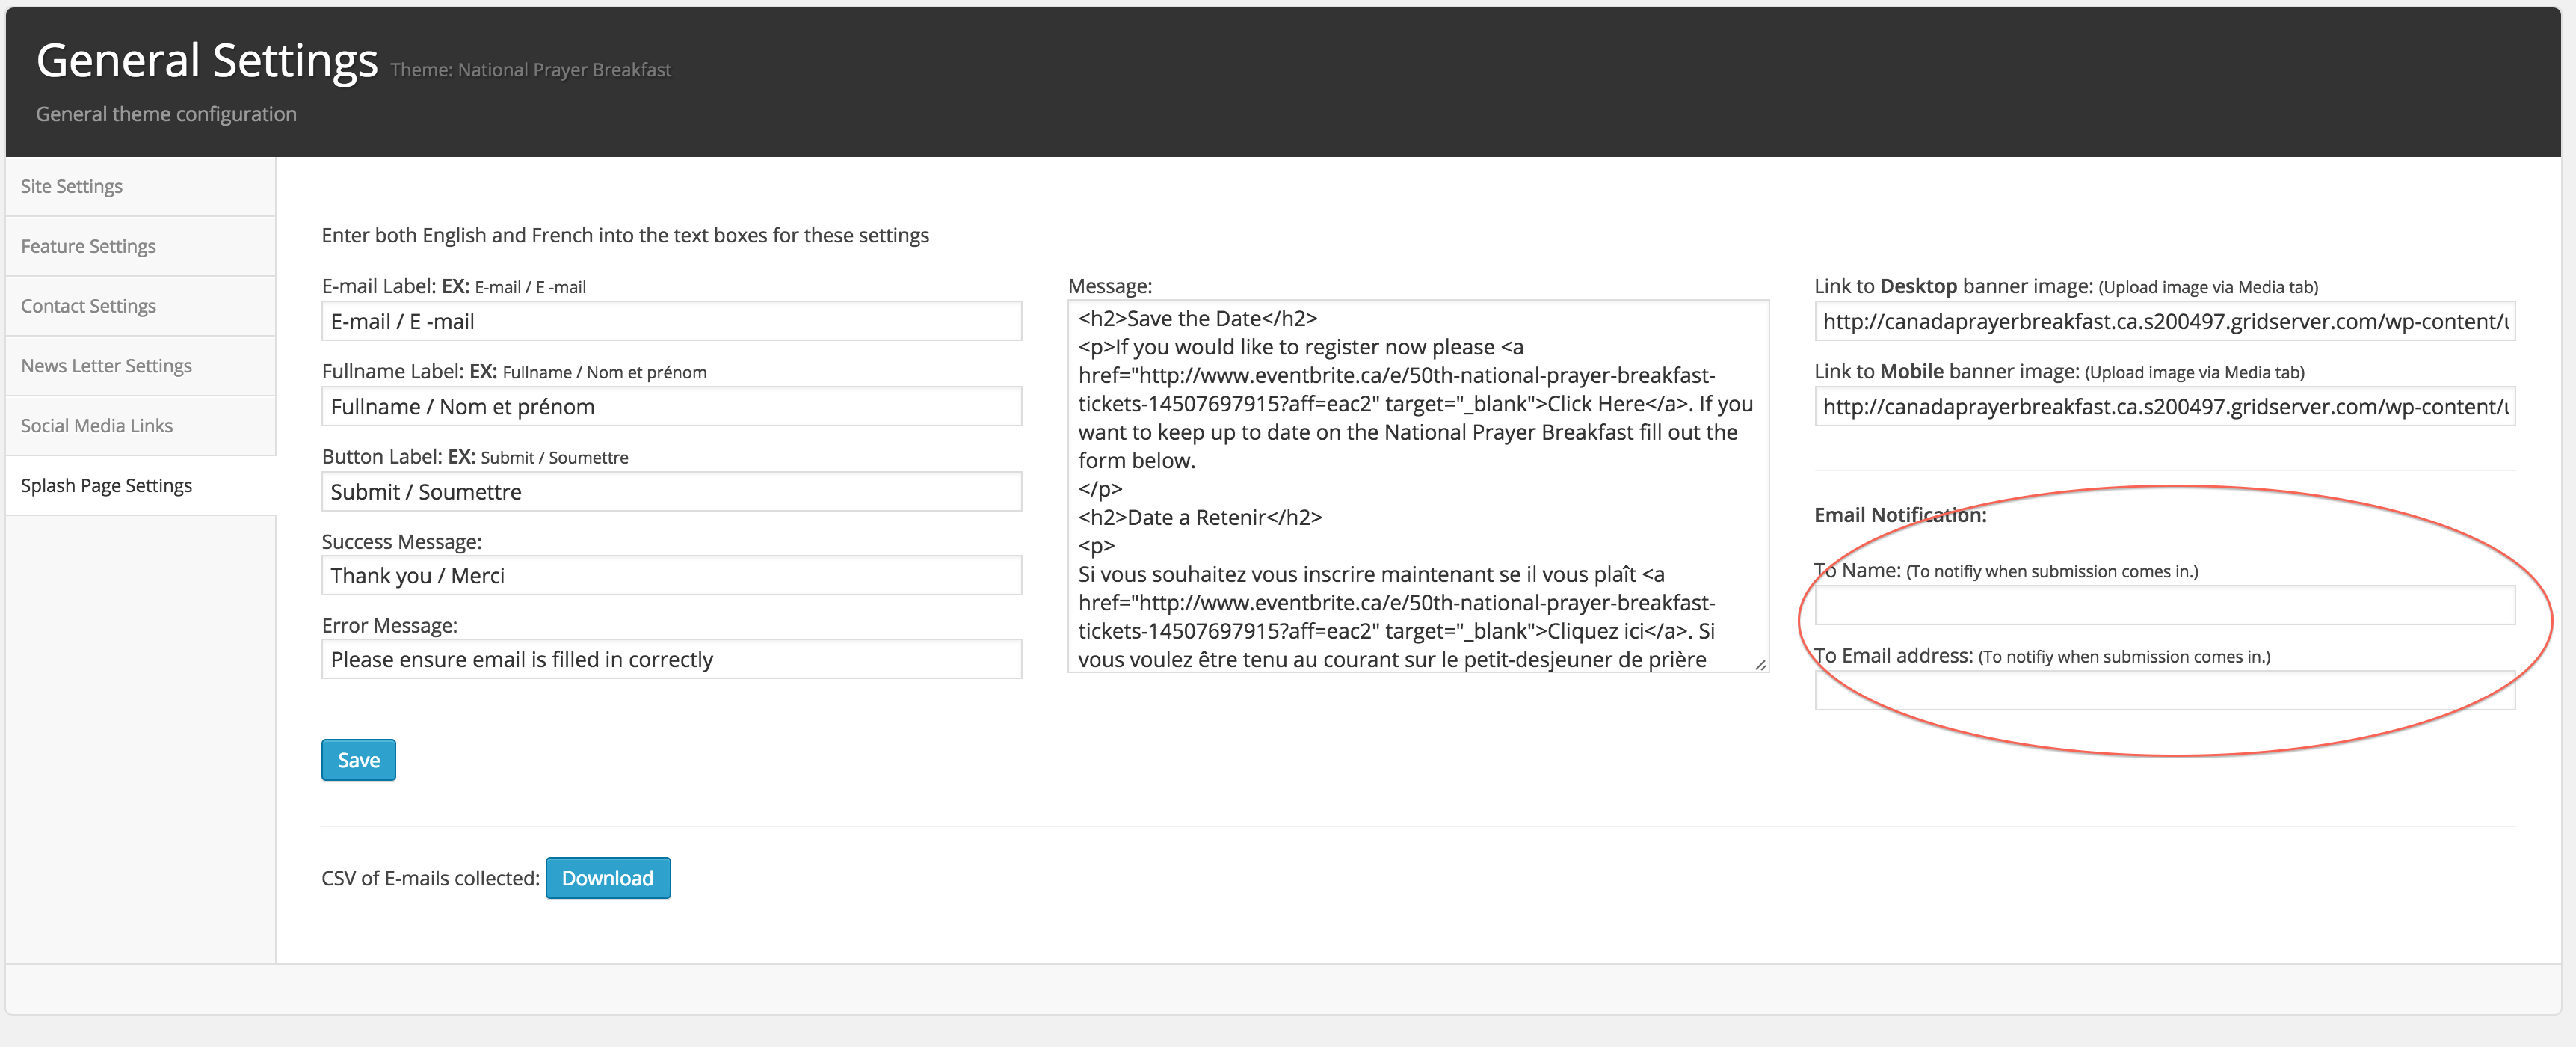 General Settings Theme: National Prayer Breakfast
General theme configuration
Site Settings
Feature Settings
Contact Settings
News Letter Settings
Social Media Links
Splash Page Settings
Enter both English and French into the text boxes for these settings
E-mail Label: EX: E-mail / E -mail
E-mail / E -mail
Fullname Label: EX: Fullname / Nom et prénom
Fullname / Nom et prénom
Button Label: EX: Submit / Soumettre
Submit / Soumettre
Success Message:
Thank you / Merci
Error Message:
Please ensure email is filled in correctly
Message:
<h2>Save the Date</h2>
<p>If you would like to register now please <a
href="http://www.eventbrite.ca/e/50th-national-prayer-breakfast-
tickets-14507697915?aff=eac2" target="_blank">Click Here</a>. If you
want to keep up to date on the National Prayer Breakfast fill out the
form below.
</p>
<h2>Date a Retenir</h2>
<p>
Si vous souhaitez vous inscrire maintenant se il vous plaît <a
href="http://www.eventbrite.ca/e/50th-national-prayer-breakfast-
tickets-14507697915?aff=eac2" target="_blank">Cliquez ici</a>. Si
vous voulez être tenu au courant sur le petit-desjeuner de prière
Link to Desktop banner image: (Upload image via Media tab)
http://canadaprayerbreakfast.ca.s200497.gridserver.com/wp-content/u
Link to Mobile banner image: (Upload image via Media tab)
http://canadaprayerbreakfast.ca.s200497.gridserver.com/wp-content/u
Email Notification:
To Name: (To notifiy when submission comes in.)
To Email address: (To notifiy when submission comes in.)
Save
CSV of E-mails collected: Download